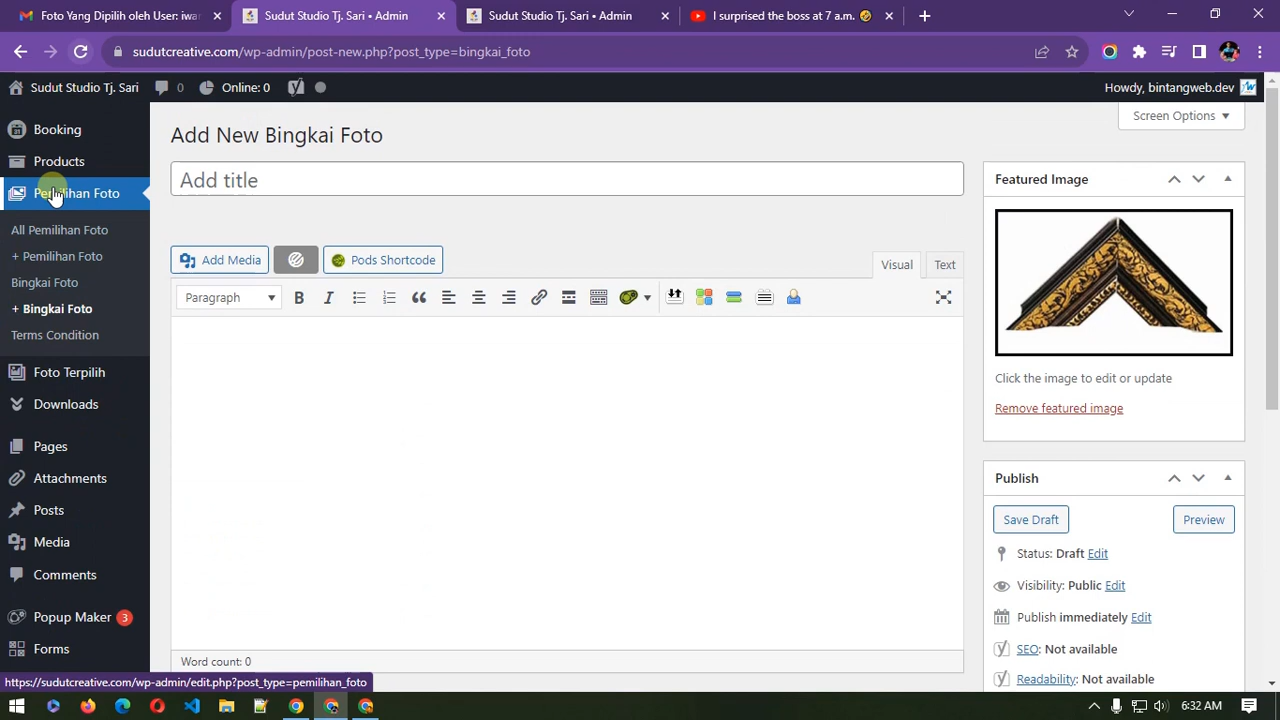 Foto Yang Dipilih oleh User: iwa
Sudut Studio Tj. Sari • Admin
Sudut Studio Tj. Sari • Admin
I surprised the boss at 7 a.m.
sudutcreative.com/wp-admin/post-new.php?post_type=bingkai_foto
Sudut Studio Tj. Sari
0
Online: 0
Howdy, bintangweb.dev
Screen Options
Booking
Products
Pemilihan Foto
All Pemilihan Foto
+ Pemilihan Foto
Bingkai Foto
+ Bingkai Foto
Terms Condition
Foto Terpilih
Downloads
Pages
Attachments
Posts
Media
Comments
Popup Maker 3
Forms
Add New Bingkai Foto
Add title
Add Media
Pods Shortcode
Visual
Text
Paragraph
Word count: 0
Featured Image
Click the image to edit or update
Remove featured image
Publish
Save Draft
Preview
Status: Draft Edit
Visibility: Public Edit
Publish immediately Edit
SEO: Not available
Readability: Not available
https://sudutcreative.com/wp-admin/edit.php?post_type=pemilihan_foto
6:32 AM